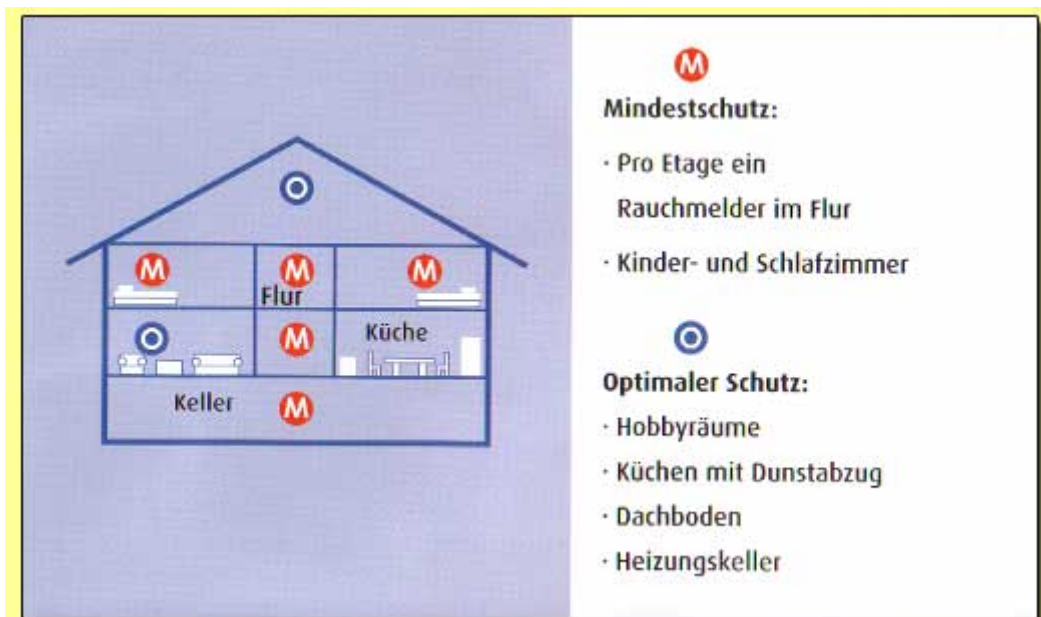 M
M
M
Flur
Küche
M
Keller
M
M
Mindestschutz:
· Pro Etage ein
Rauchmelder im Flur
· Kinder- und Schlafzimmer
Optimaler Schutz:
· Hobbyräume
· Küchen mit Dunstabzug
· Dachboden
· Heizungskeller